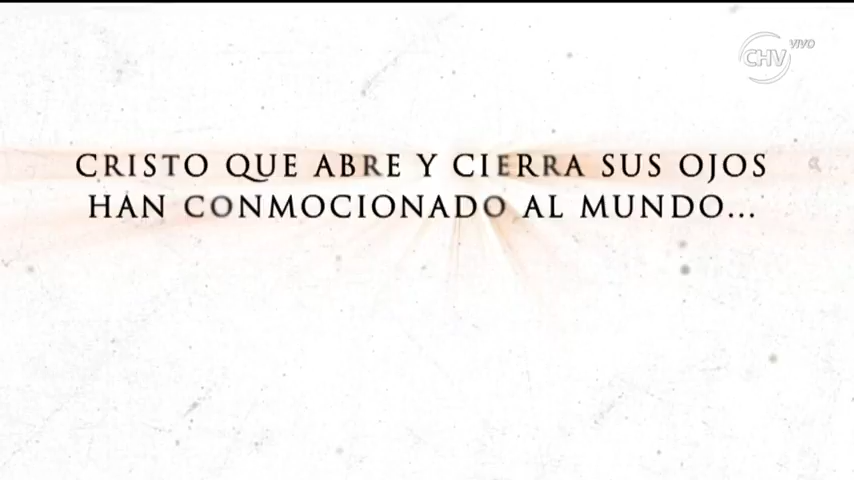 CHV VIVO
CRISTO QUE ABRE Y CIERRA SUS OJOS
HAN CONMOCIONADO AL MUNDO...